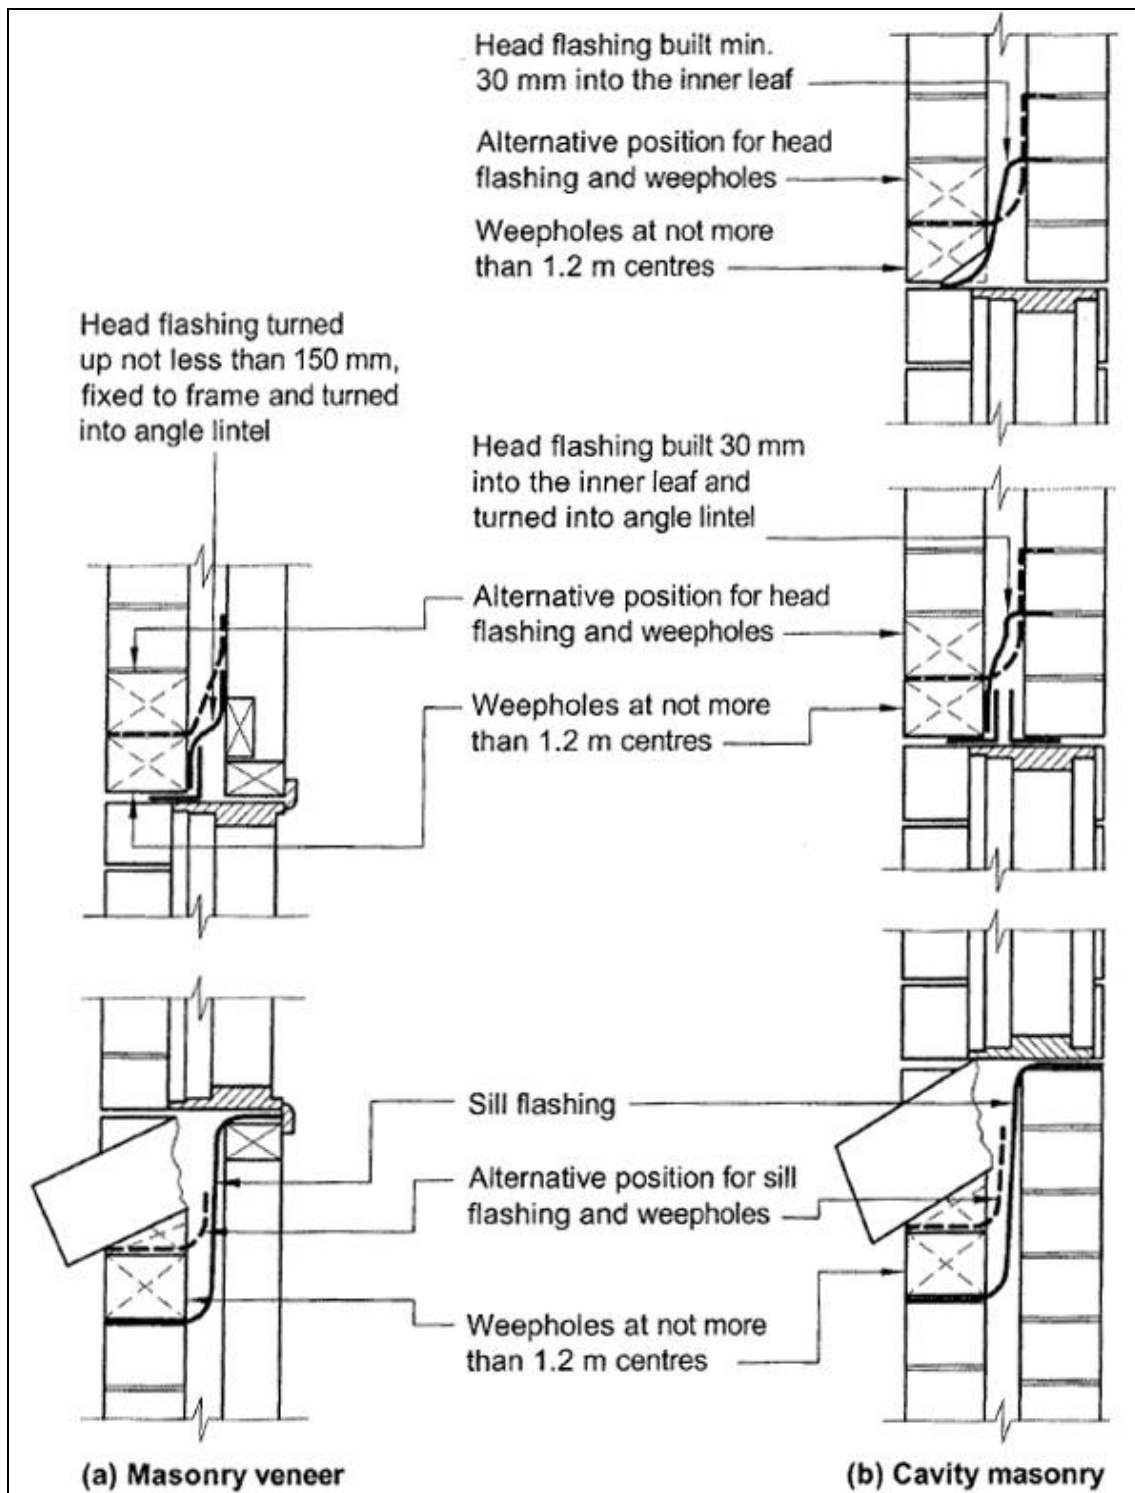 Head flashing built min.
30 mm into the inner leaf
Alternative position for head
flashing and weepholes
Weepholes at not more
than 1.2 m centres
Head flashing turned
up not less than 150 mm,
fixed to frame and turned
into angle lintel
Head flashing built 30 mm
into the inner leaf and
turned into angle lintel
Alternative position for head
flashing and weepholes
Weepholes at not more
than 1.2 m centres
Sill flashing
Alternative position for sill
flashing and weepholes
Weepholes at not more
than 1.2 m centres
(a) Masonry veneer
(b) Cavity masonry